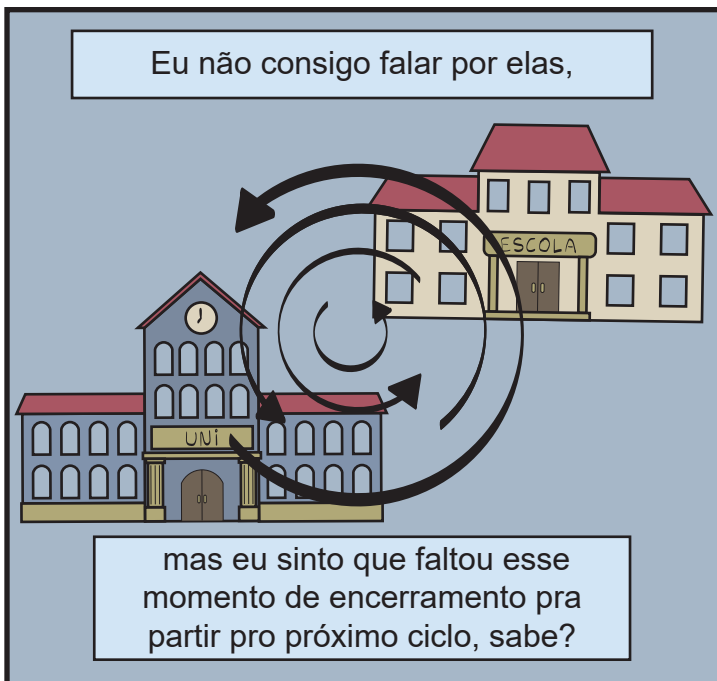 Eu não consigo falar por elas,
ESCOLA
UNi
mas eu sinto que faltou esse
momento de encerramento pra
partir pro próximo ciclo, sabe?